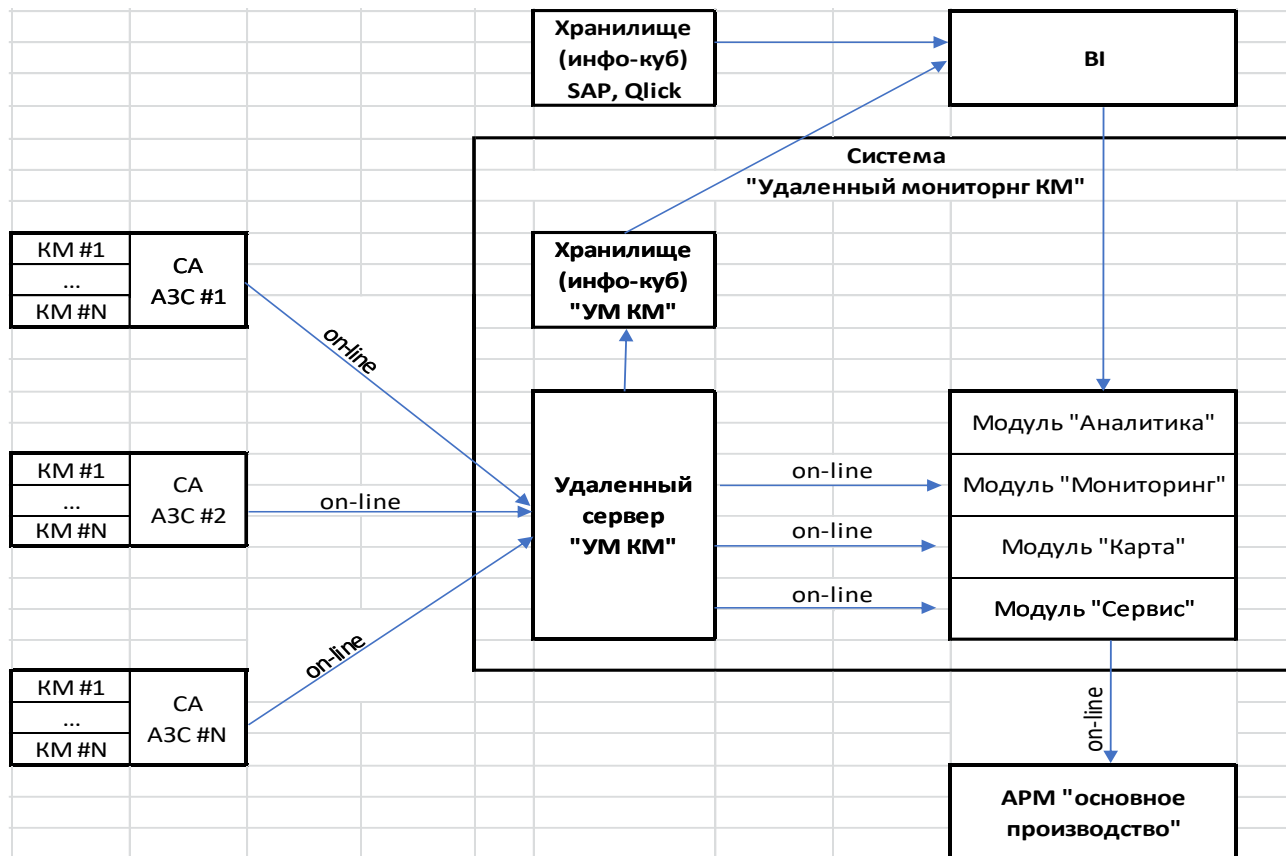 Хранилище
(инфо-куб)
SAP, Qlick
BI
Система
"Удаленный мониторнг КМ"
Хранилище
(инфо-куб)
"УМ КМ"
КМ #1
...
КМ #N
СА
АЗС #1
on-line
КМ #1
...
КМ #N
СА
АЗС #2
on-line
КМ #1
...
КМ #N
СА
АЗС #N
on-line
Удаленный
сервер
"УМ КМ"
on-line
on-line
on-line
Модуль "Аналитика"
Модуль "Мониторинг"
Модуль "Карта"
Модуль "Сервис"
on-line
АРМ "основное
производство"